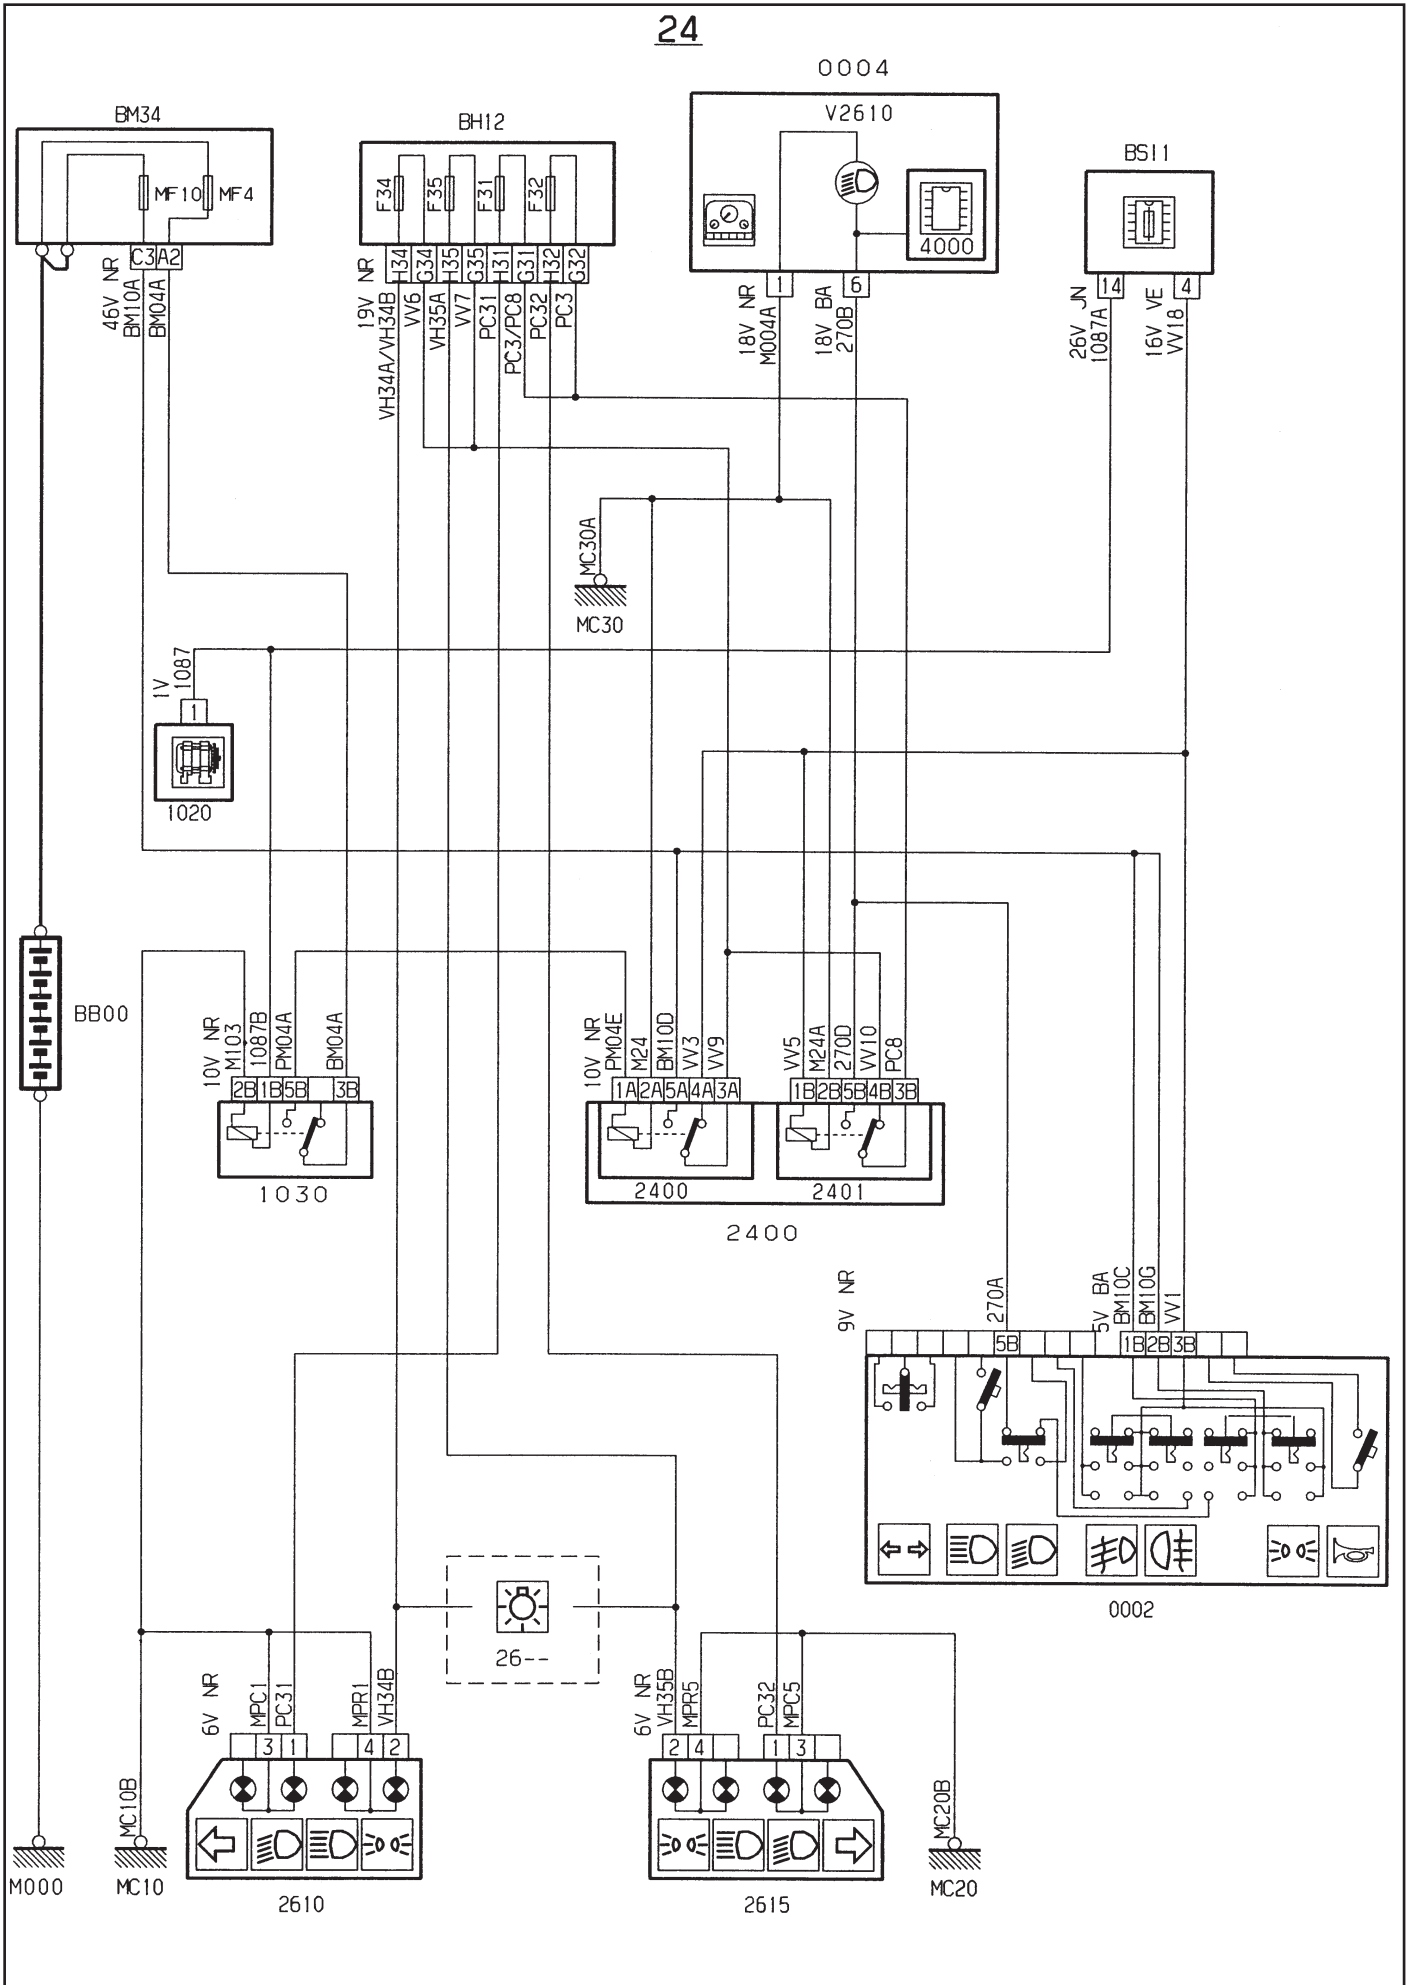 24
0004
BM34
BH12
V2610
BSI1
MF10
MF4
F34
F35
F31
F32
4000
C3
A2
H34
G34
H35
G35
H31
G31
H32
G32
1
6
14
4
46V NR
BM10A
BM04A
19V NR
VH34A/VH34B
VV6
VH35A
VV7
PC31
PC3/PC8
PC32
PC3
18V NR
M004A
18V BA
270B
26V JN
1087A
16V VE
VV18
MC30A
MC30
1V
1087
1
1020
BB00
10V NR
M103
1087B
PM04A
BM04A
2B
1B
5B
3B
1030
10V NR
PM04E
M24
BM10D
VV3
VV9
1A
2A
5A
4A
3A
2400
VV5
M24A
270D
VV10
PC8
1B
2B
5B
4B
3B
2401
2400
9V NR
270A
5V BA
BM10C
BM10G
VV1
5B
1B
2B
3B
0002
26--
6V NR
MPC1
PC31
MPR1
VH34B
3
1
4
2
6V NR
VH35B
MPR5
PC32
MPC5
2
4
1
3
MC10B
MC20B
M000
MC10
2610
2615
MC20